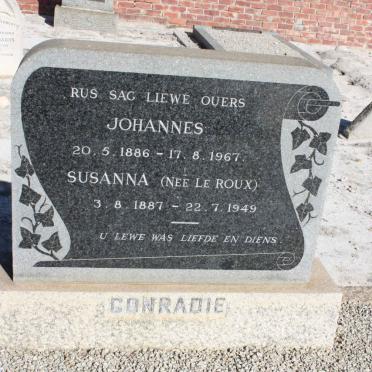 RUS SAG LIEWE OUERS
JOHANNES
20.5.1886 - 17.8.1967.
SUSANNA (NEÉ LE ROUX)
3.8.1887 - 22.7.1949
U LEWE WAS LIEFDE EN DIENS.
CONRADIE